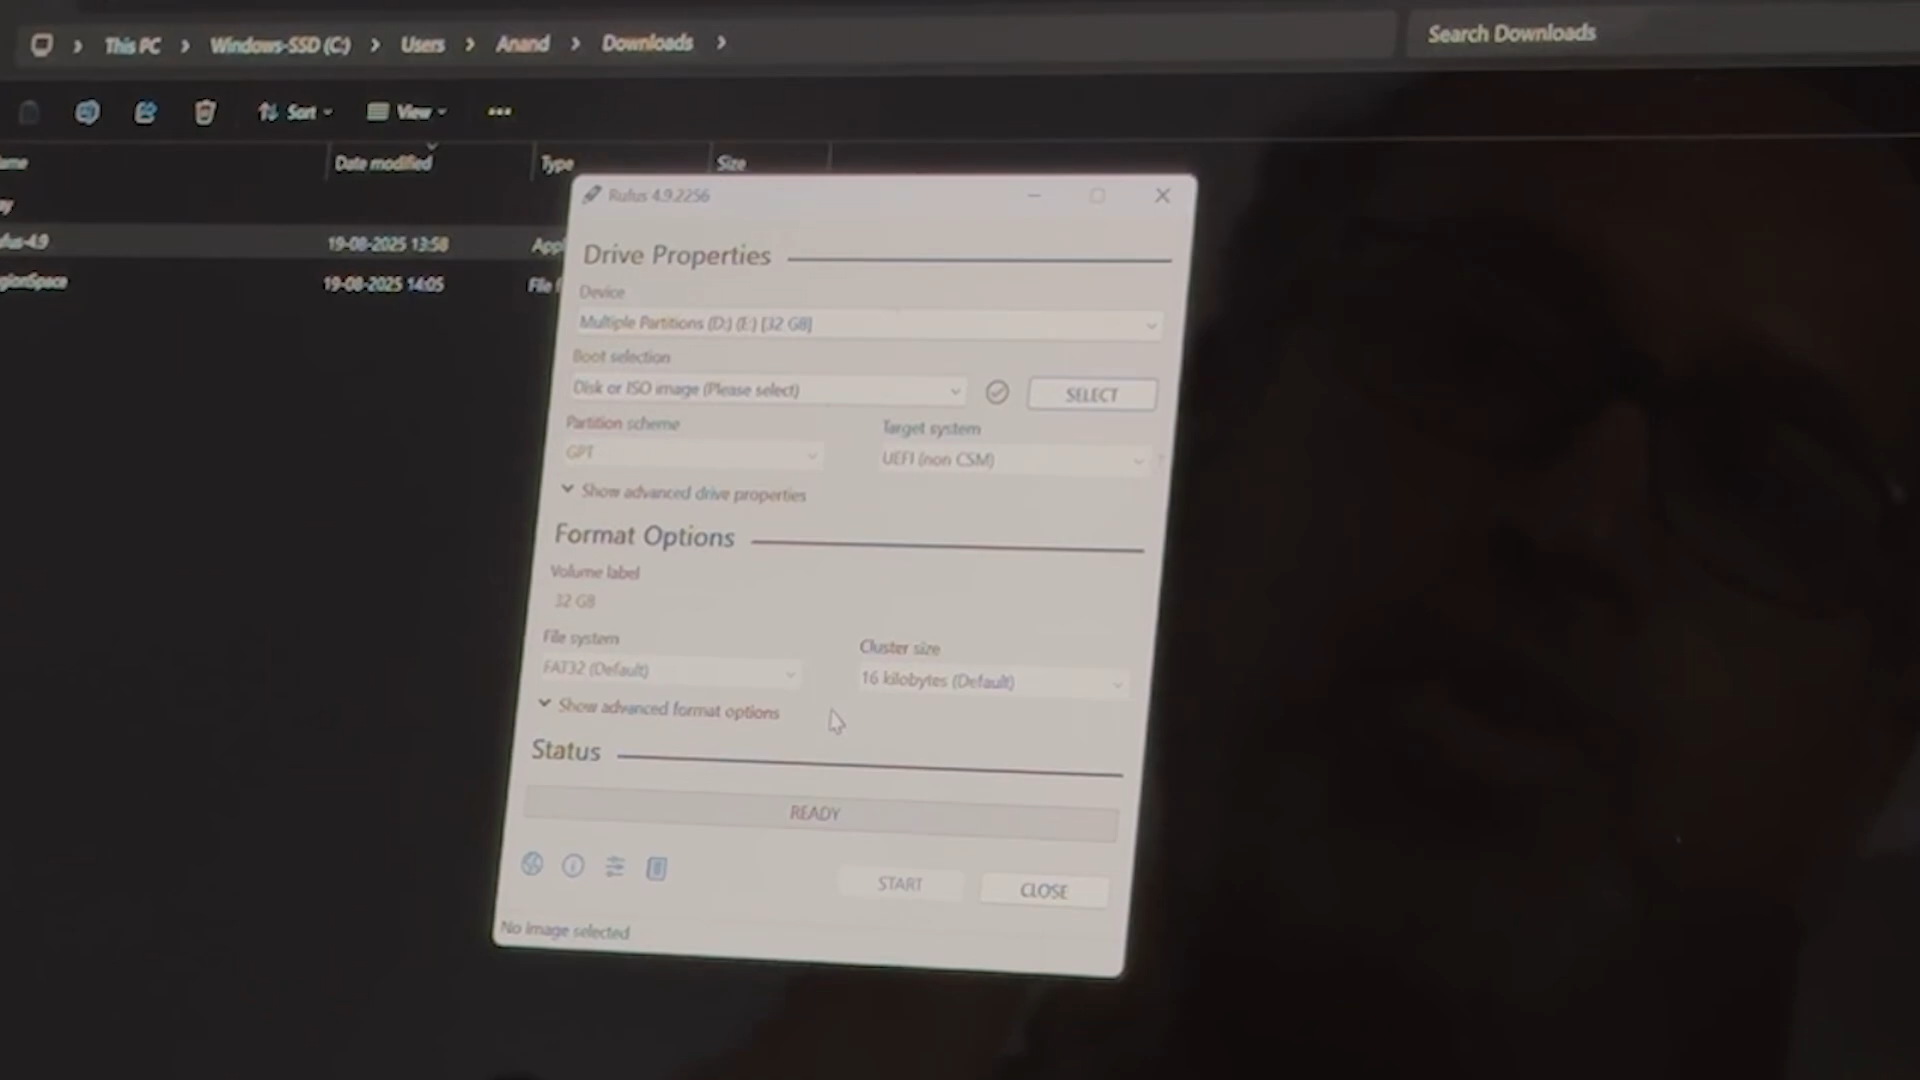 This PC > Windows-SSD (C:) > Users > Anand > Downloads >
Search Downloads
Sort
View
Date modified
Type
Size
19-08-2025 13:58
19-08-2025 14:05
File
Rufus 4.9.2256
Drive Properties
Device
Multiple Partitions (D:) (E:) [32 GB]
Boot selection
Disk or ISO image (Please select)
SELECT
Partition scheme
Target system
GPT
UEFI (non CSM)
Show advanced drive properties
Format Options
Volume label
32 GB
File system
Cluster size
FAT32 (Default)
16 kilobytes (Default)
Show advanced format options
Status
READY
START
CLOSE
No image selected